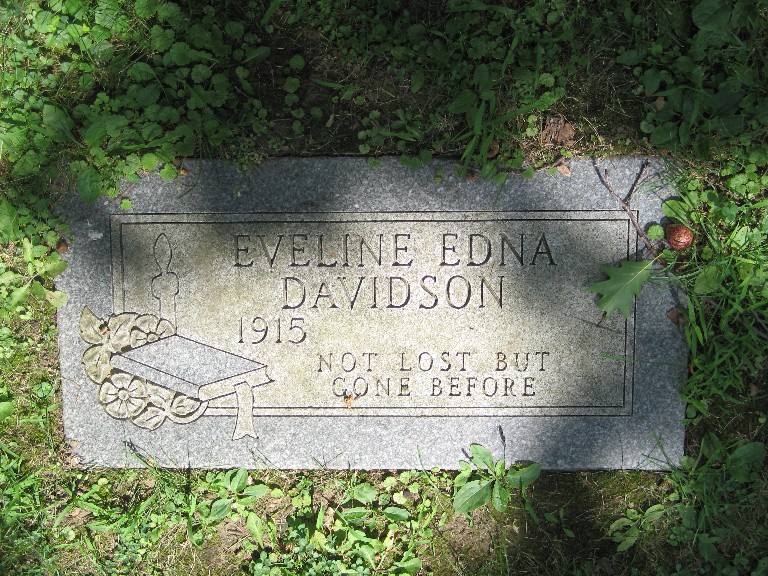 EVELINE EDNA
DAVIDSON
1915
NOT LOST BUT
GONE BEFORE